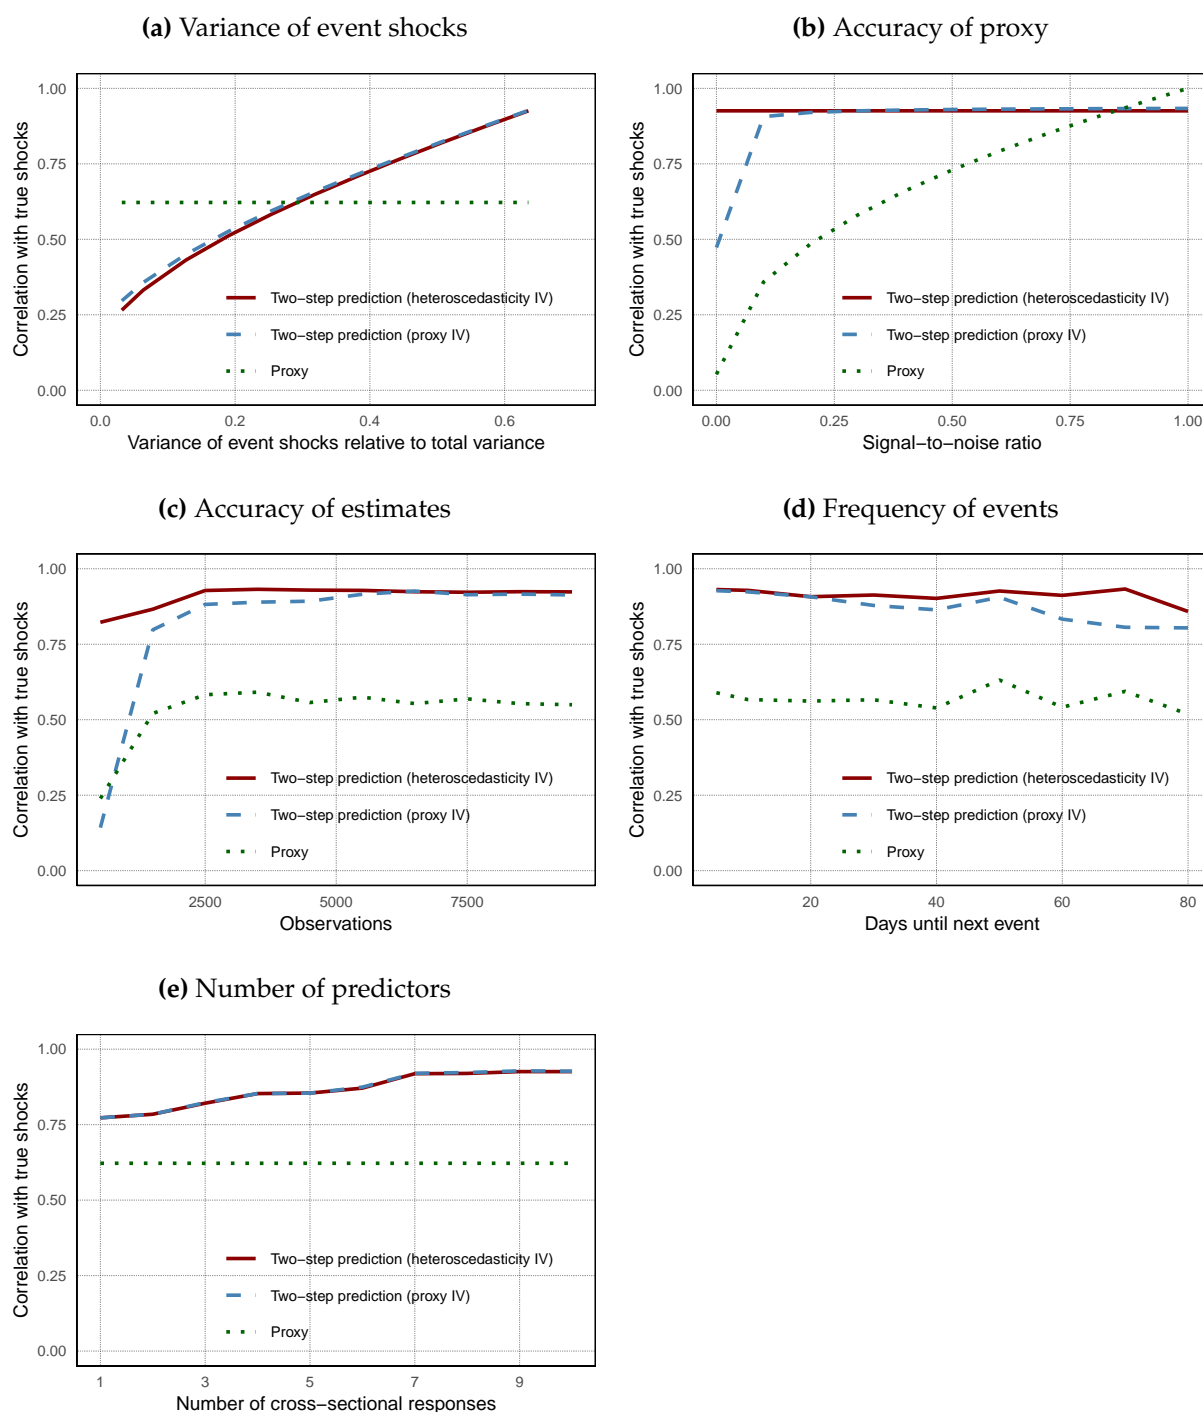 (a) Variance of event shocks
1.00
0.75
0.50
0.25
0.00
Correlation with true shocks
Two−step prediction (heteroscedasticity IV)
Two−step prediction (proxy IV)
Proxy
0.0 0.2 0.4 0.6
Variance of event shocks relative to total variance
(b) Accuracy of proxy
1.00
0.75
0.50
0.25
0.00
Correlation with true shocks
Two−step prediction (heteroscedasticity IV)
Two−step prediction (proxy IV)
Proxy
0.00 0.25 0.50 0.75 1.00
Signal−to−noise ratio
(c) Accuracy of estimates
1.00
0.75
0.50
0.25
0.00
Correlation with true shocks
Two−step prediction (heteroscedasticity IV)
Two−step prediction (proxy IV)
Proxy
2500 5000 7500
Observations
(d) Frequency of events
1.00
0.75
0.50
0.25
0.00
Correlation with true shocks
Two−step prediction (heteroscedasticity IV)
Two−step prediction (proxy IV)
Proxy
20 40 60 80
Days until next event
(e) Number of predictors
1.00
0.75
0.50
0.25
0.00
Correlation with true shocks
Two−step prediction (heteroscedasticity IV)
Two−step prediction (proxy IV)
Proxy
1 3 5 7 9
Number of cross−sectional responses